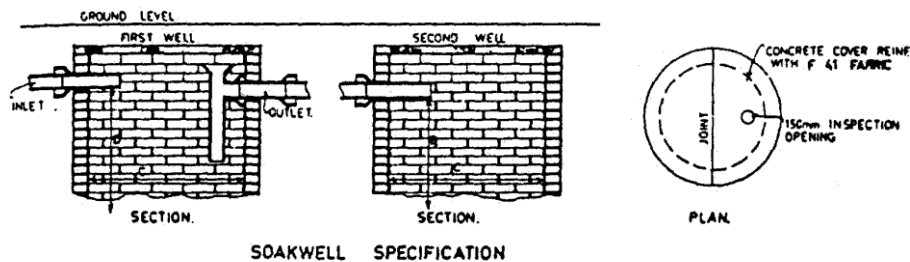 GROUND LEVEL
FIRST WELL
INLET
OUTLET.
C
SECTION.
SECOND WELL
C
SECTION.
CONCRETE COVER REINF
WITH F 41 FABRIC
150mm INSPECTION
OPENING
JOINT
PLAN.
SOAKWELL SPECIFICATION